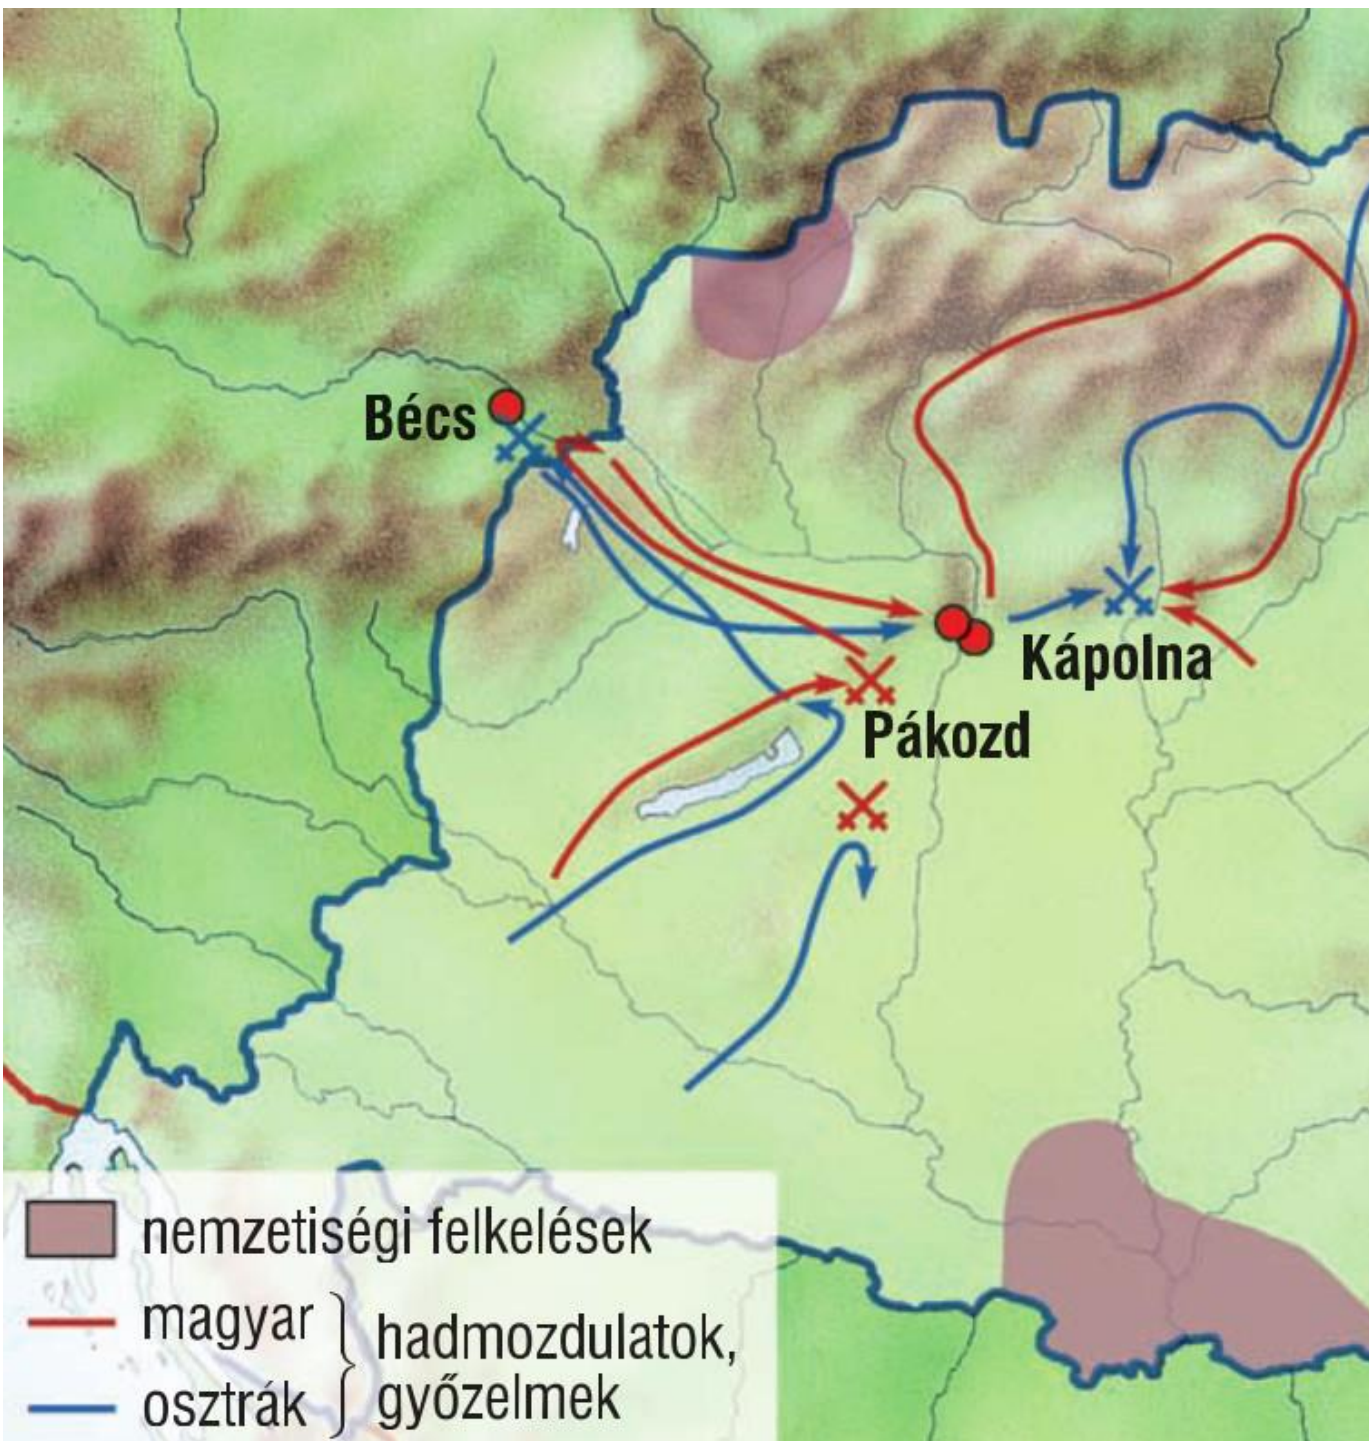 Bécs
Kápolna
Pákozd
nemzetiségi felkelések
magyar
osztrák
hadmozdulatok,
győzelmek